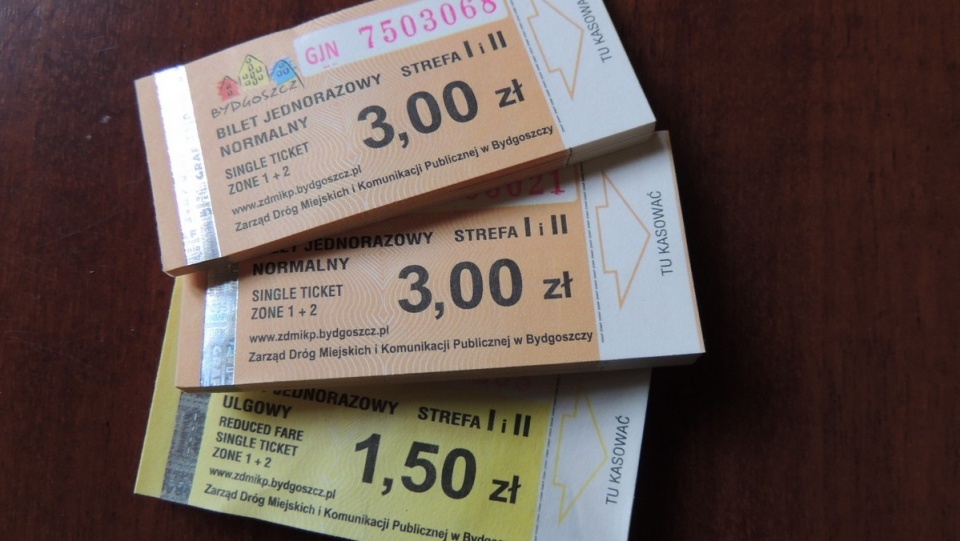 GJN 7503068
BYDGOSZCZ
BILET JEDNORAZOWY STREFA I i II
NORMALNY 3,00 zł
SINGLE TICKET
ZONE 1 + 2
www.zdmikp.bydgoszcz.pl
Zarząd Dróg Miejskich i Komunikacji Publicznej w Bydgoszczy
TU KASOWAĆ
JEDNORAZOWY STREFA I i II
NORMALNY 3,00 zł
SINGLE TICKET
ZONE 1 + 2
www.zdmikp.bydgoszcz.pl
Zarząd Dróg Miejskich i Komunikacji Publicznej w Bydgoszczy
TU KASOWAĆ
JEDNORAZOWY STREFA I i II
ULGOWY
REDUCED FARE
SINGLE TICKET 1,50 zł
ZONE 1 + 2
www.zdmikp.bydgoszcz.pl
Zarząd Dróg Miejskich i Komunikacji Publicznej w Bydgoszczy
TU KASOWAĆ